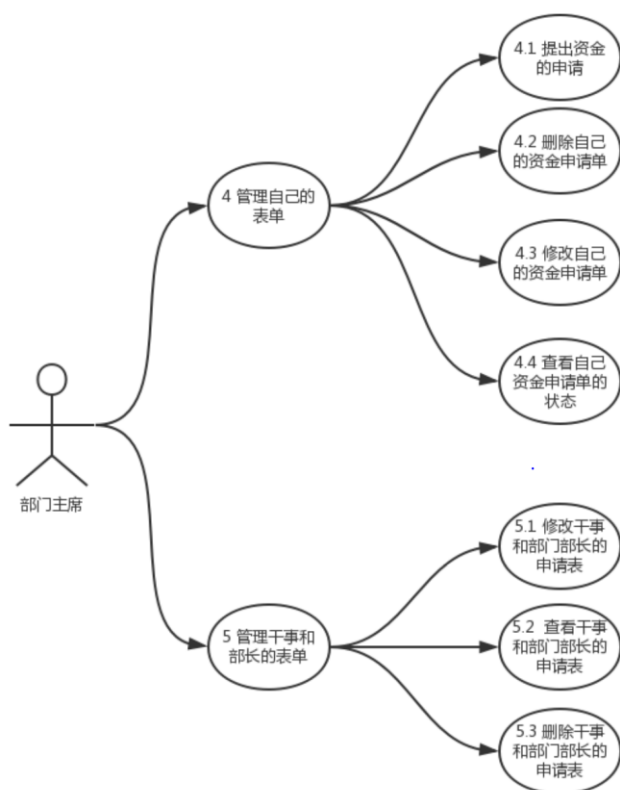 4.1 提出资金
的申请
4.2 删除自己
的资金申请单
4 管理自己的
表单
4.3 修改自己
的资金申请单
4.4 查看自己
资金申请单的
状态
部门主席
5.1 修改干事
和部门部长的
申请表
5 管理干事和
部长的表单
5.2 查看干事
和部门部长的
申请表
5.3 删除干事
和部门部长的
申请表